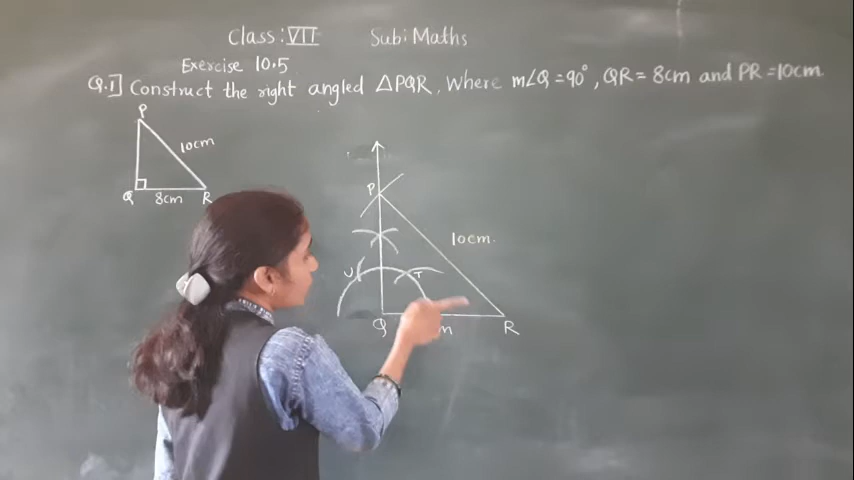 Class : VII Sub : Maths
Exercise 10.5
Q.1] Construct the right angled △PQR, Where m∠Q = 90°, QR = 8cm and PR = 10cm.
P
10cm
Q 8cm R
P
10cm.
U T
Q m R